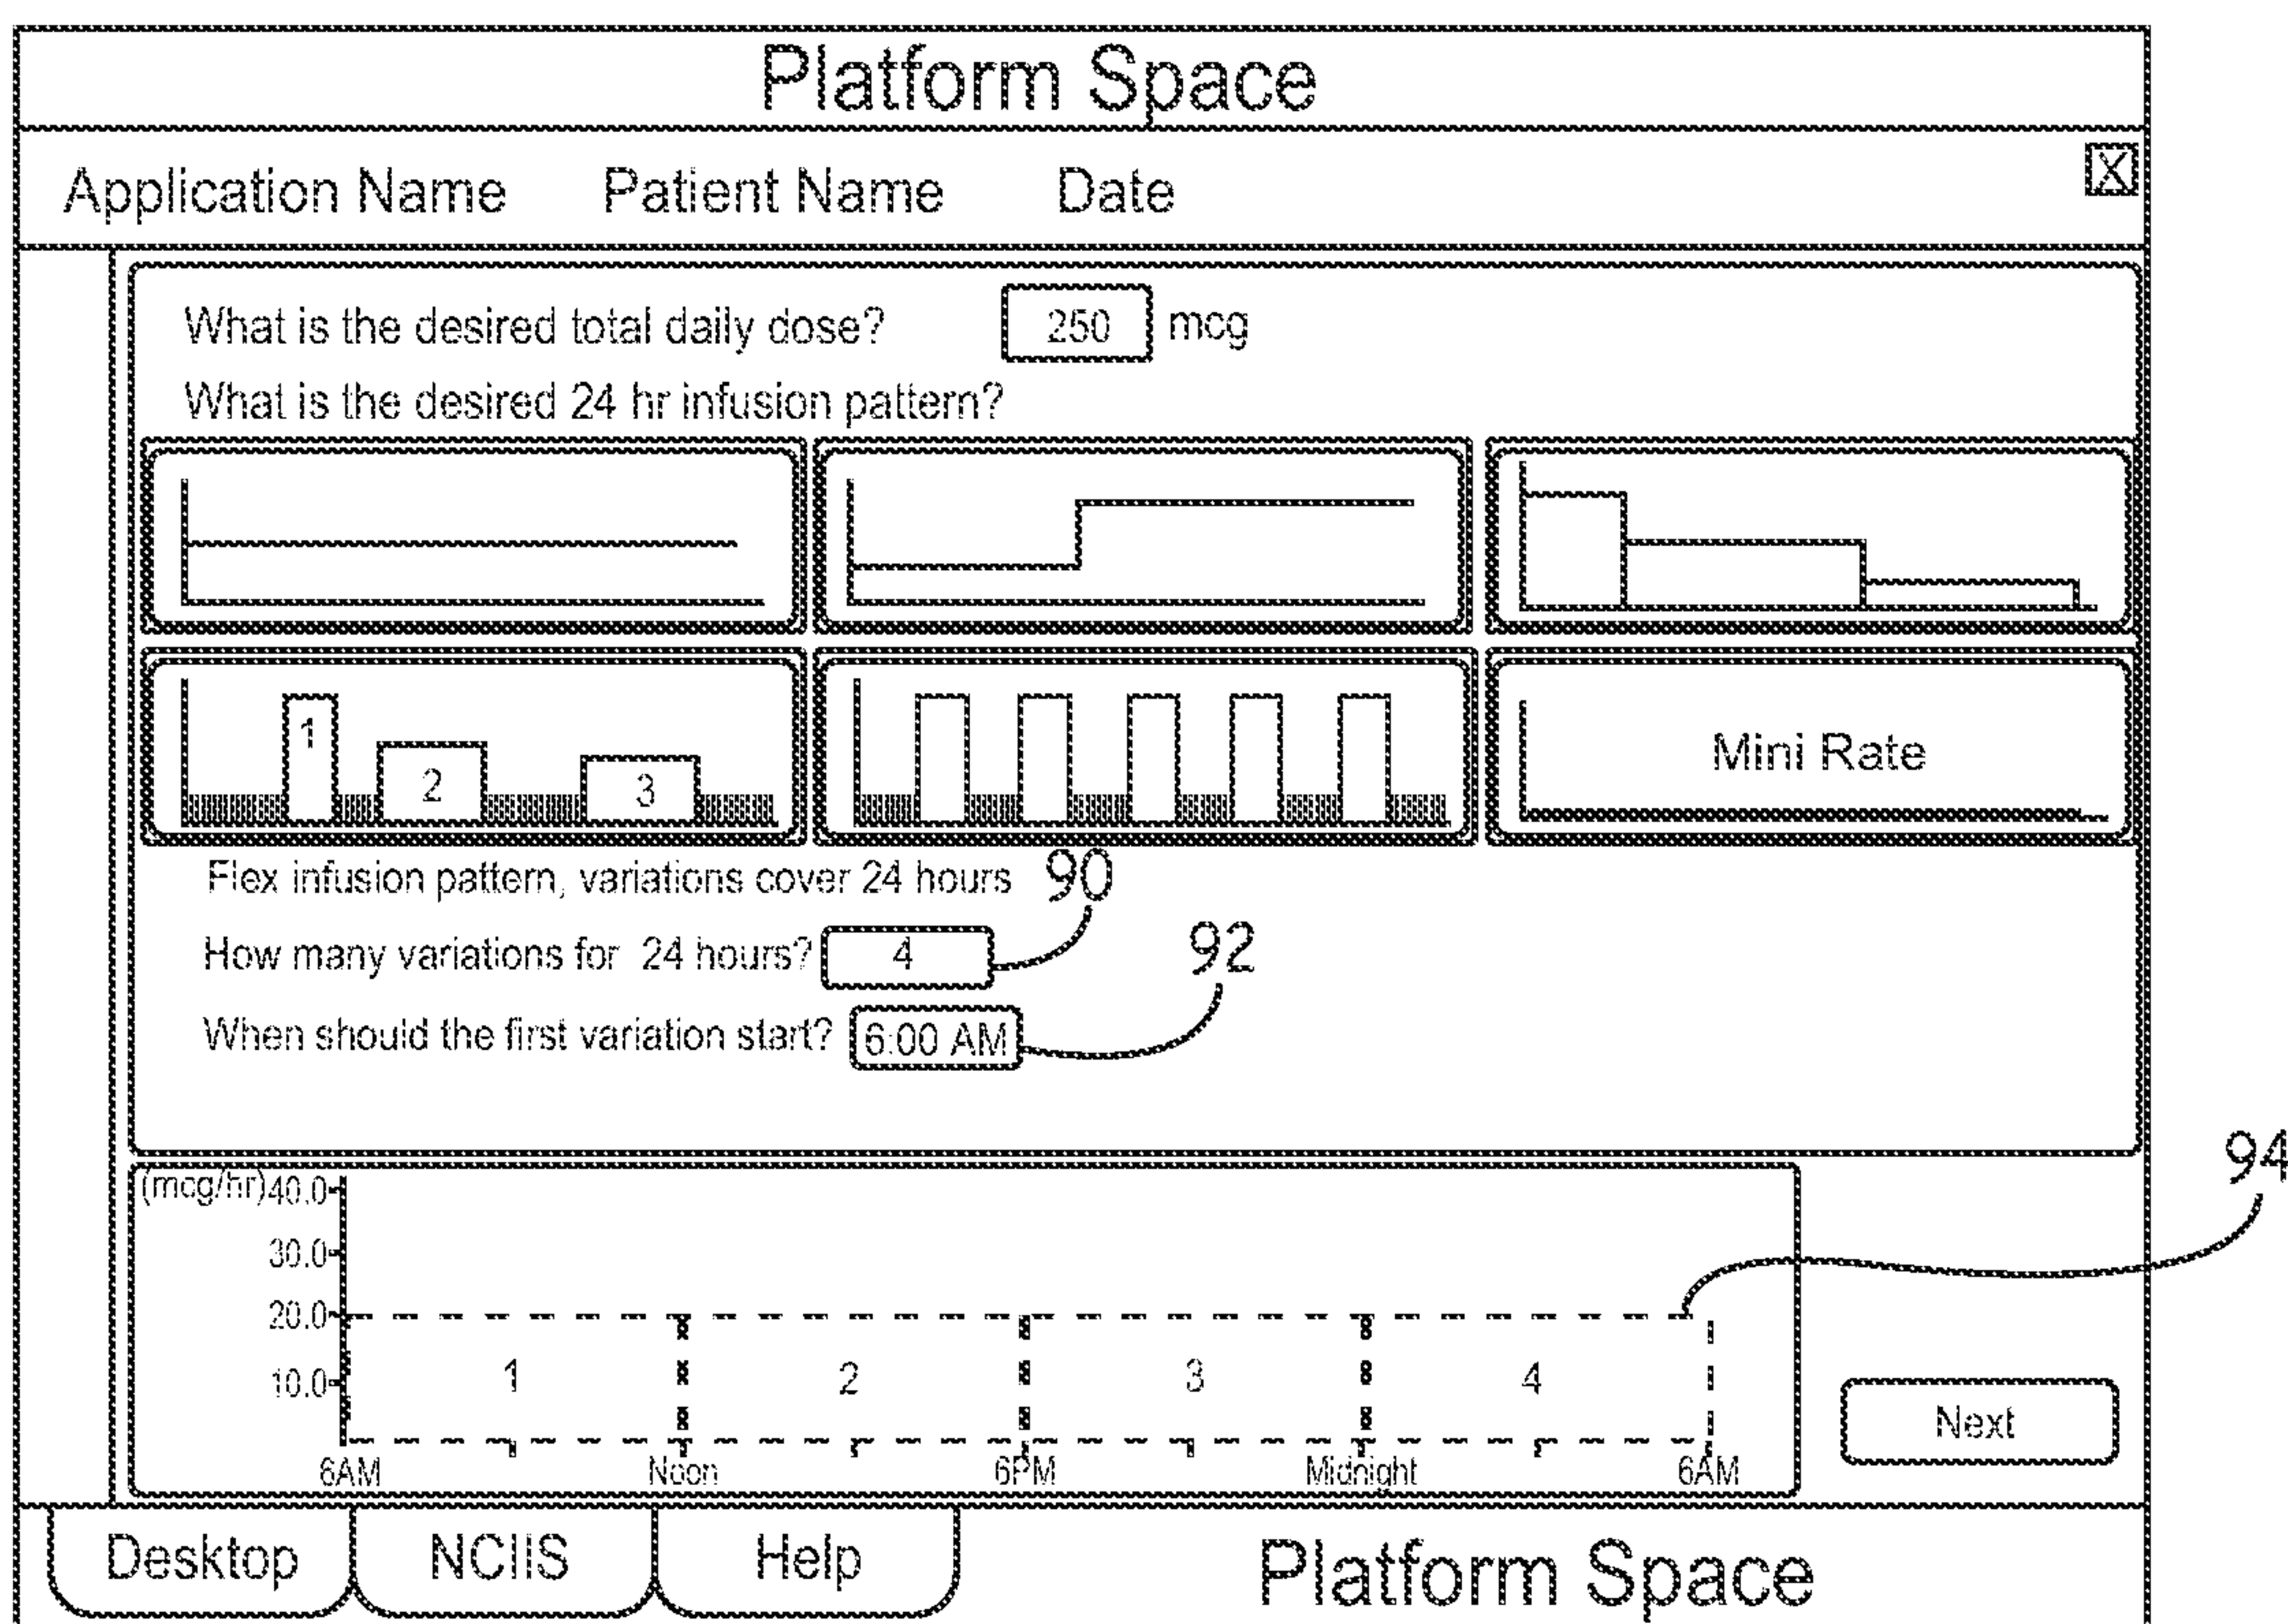 Platform Space
Application Name Patient Name Date X
What is the desired total daily dose? 250 mcg
What is the desired 24 hr infusion pattern?
1 2 3
Mini Rate
Flex infusion pattern, variations cover 24 hours 90
How many variations for 24 hours? 4
92
When should the first variation start? 6:00 AM
94
(mcg/hr) 40.0
30.0
20.0
10.0 1 2 3 4
Next
6AM Noon 6PM Midnight 6AM
Desktop NCIIS Help Platform Space